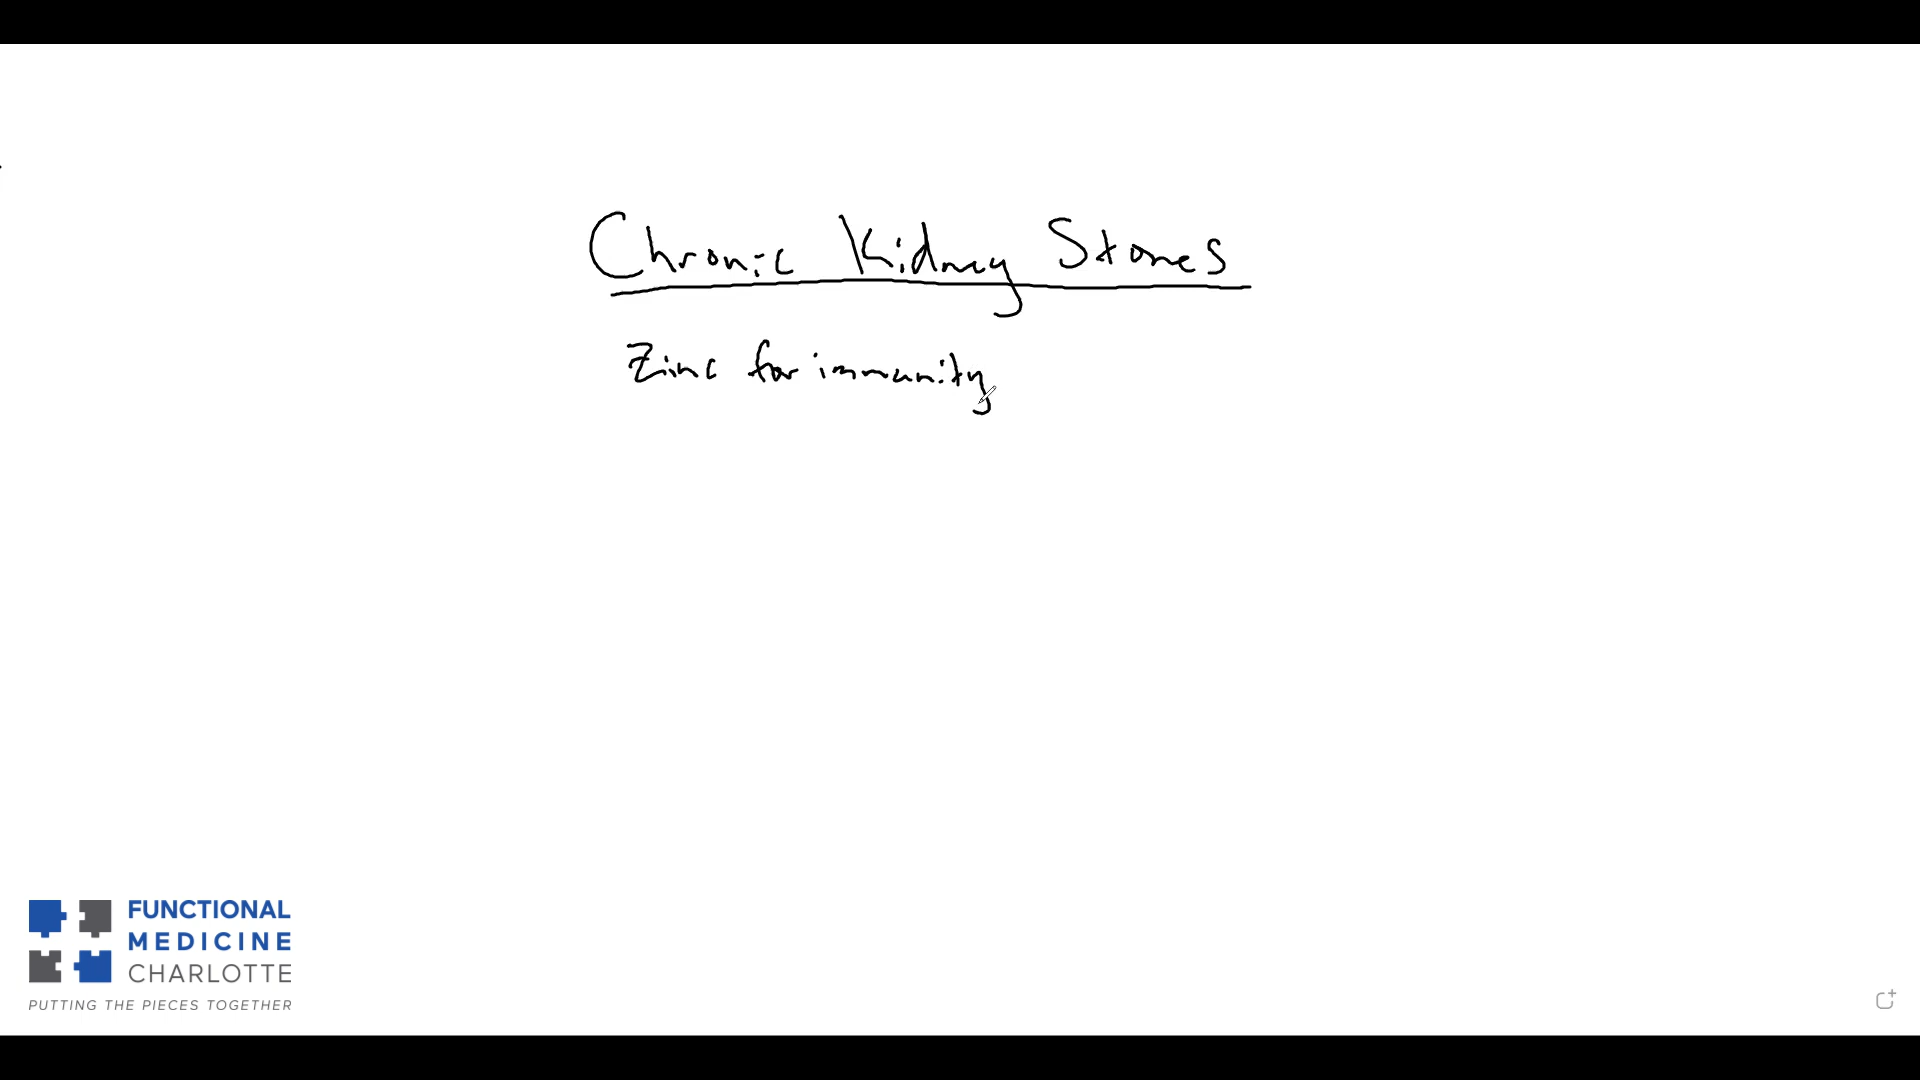 Chronic Kidney Stones
Zinc for immunity
FUNCTIONAL
MEDICINE
CHARLOTTE
PUTTING THE PIECES TOGETHER